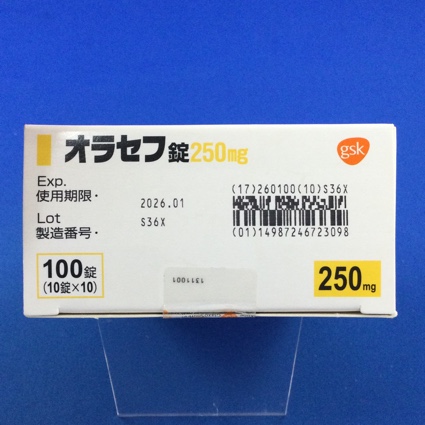 オラセフ錠250mg
gsk
Exp.
使用期限・ 2026.01
Lot
製造番号・ S36X
(17)260100(10)S36X
(01)14987246723098
100錠
(10錠×10)
1311001
250mg